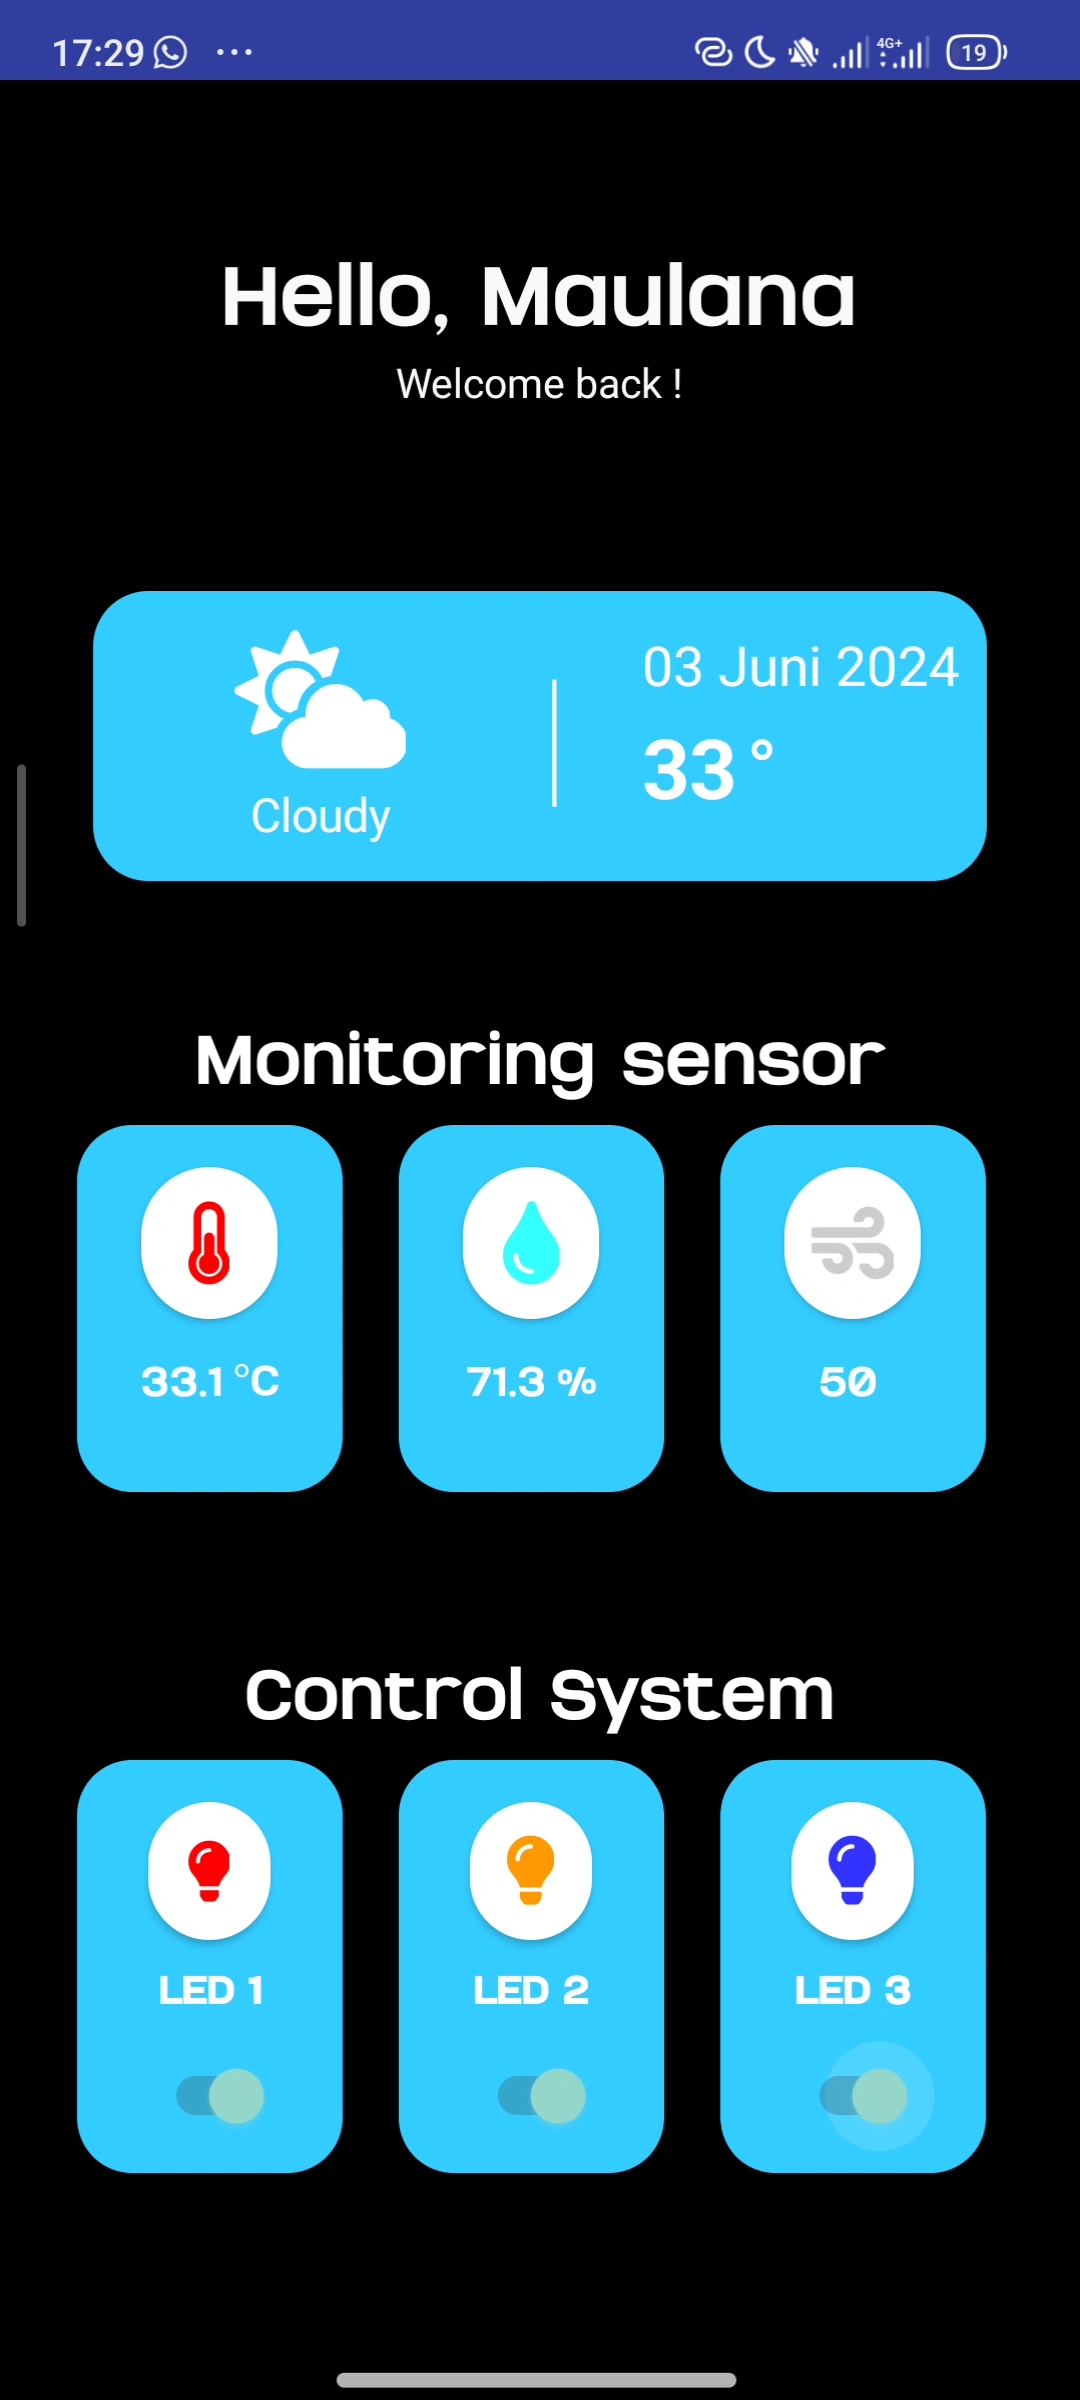 17:29 ... 4G+ 19
Hello, Maulana
Welcome back !
03 Juni 2024
33°
Cloudy
Monitoring sensor
33.1 °C 71.3 % 50
Control System
LED 1 LED 2 LED 3